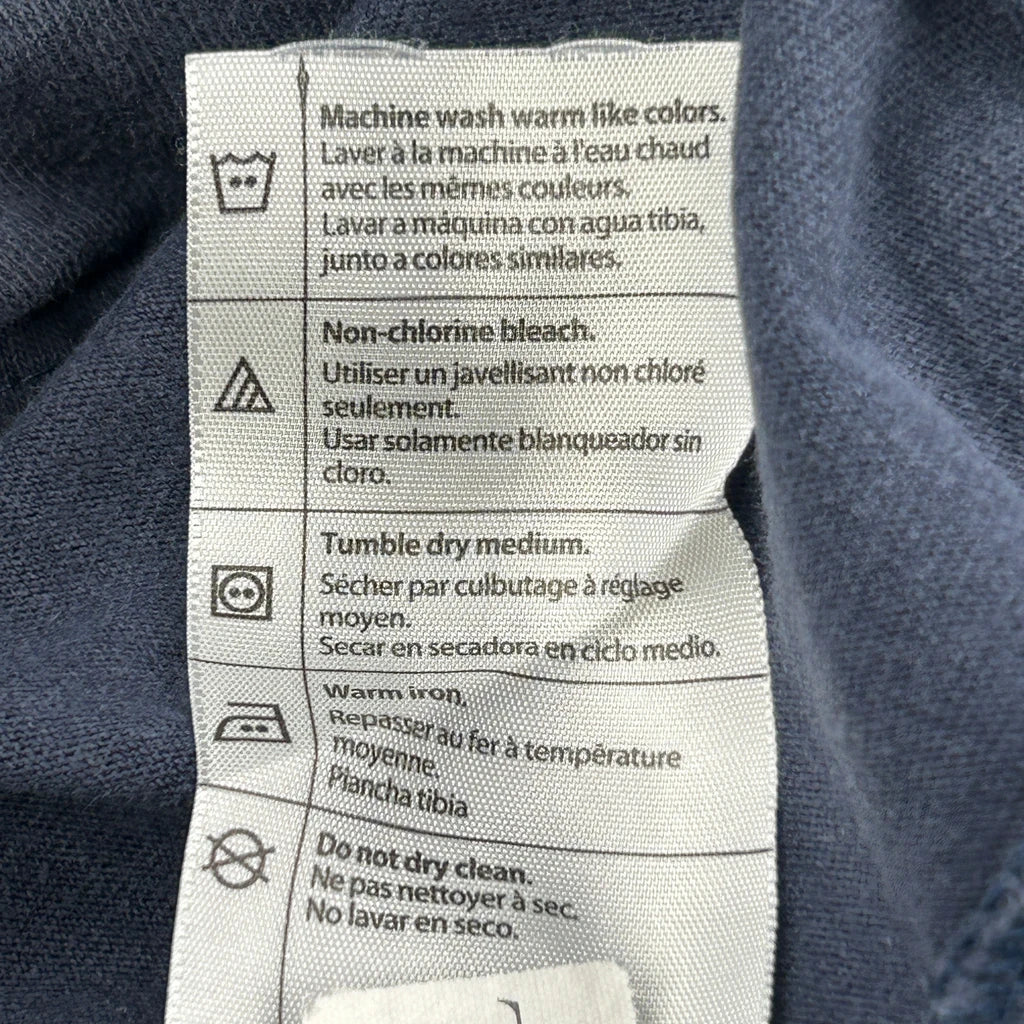 Machine wash warm like colors.
Laver à la machine à l'eau chaud
avec les mêmes couleurs.
Lavar a máquina con agua tibia,
junto a colores similares.
Non-chlorine bleach.
Utiliser un javellisant non chloré
seulement.
Usar solamente blanqueador sin
cloro.
Tumble dry medium.
Sécher par culbutage à réglage
moyen.
Secar en secadora en ciclo medio.
Warm iron.
Repasser au fer à température
moyenne.
Plancha tibia
Do not dry clean.
Ne pas nettoyer à sec.
No lavar en seco.